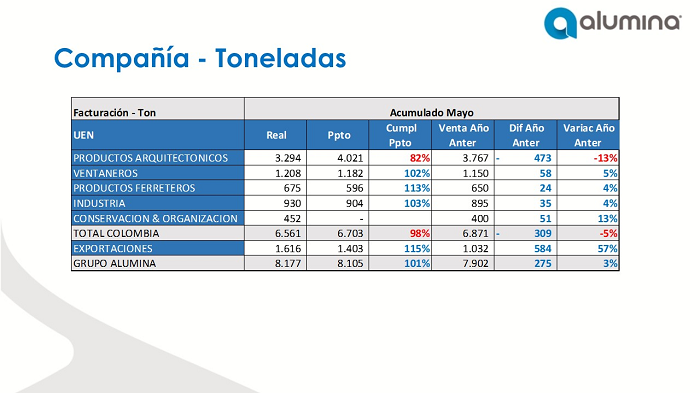 alumina
Compañía - Toneladas
Facturación - Ton Acumulado Mayo
UEN Real Ppto Cumpl Ppto Venta Año Anter Dif Año Anter Variac Año Anter
PRODUCTOS ARQUITECTONICOS 3.294 4.021 82% 3.767 - 473 -13%
VENTANEROS 1.208 1.182 102% 1.150 58 5%
PRODUCTOS FERRETEROS 675 596 113% 650 24 4%
INDUSTRIA 930 904 103% 895 35 4%
CONSERVACION & ORGANIZACION 452 - 400 51 13%
TOTAL COLOMBIA 6.561 6.703 98% 6.871 - 309 -5%
EXPORTACIONES 1.616 1.403 115% 1.032 584 57%
GRUPO ALUMINA 8.177 8.105 101% 7.902 275 3%